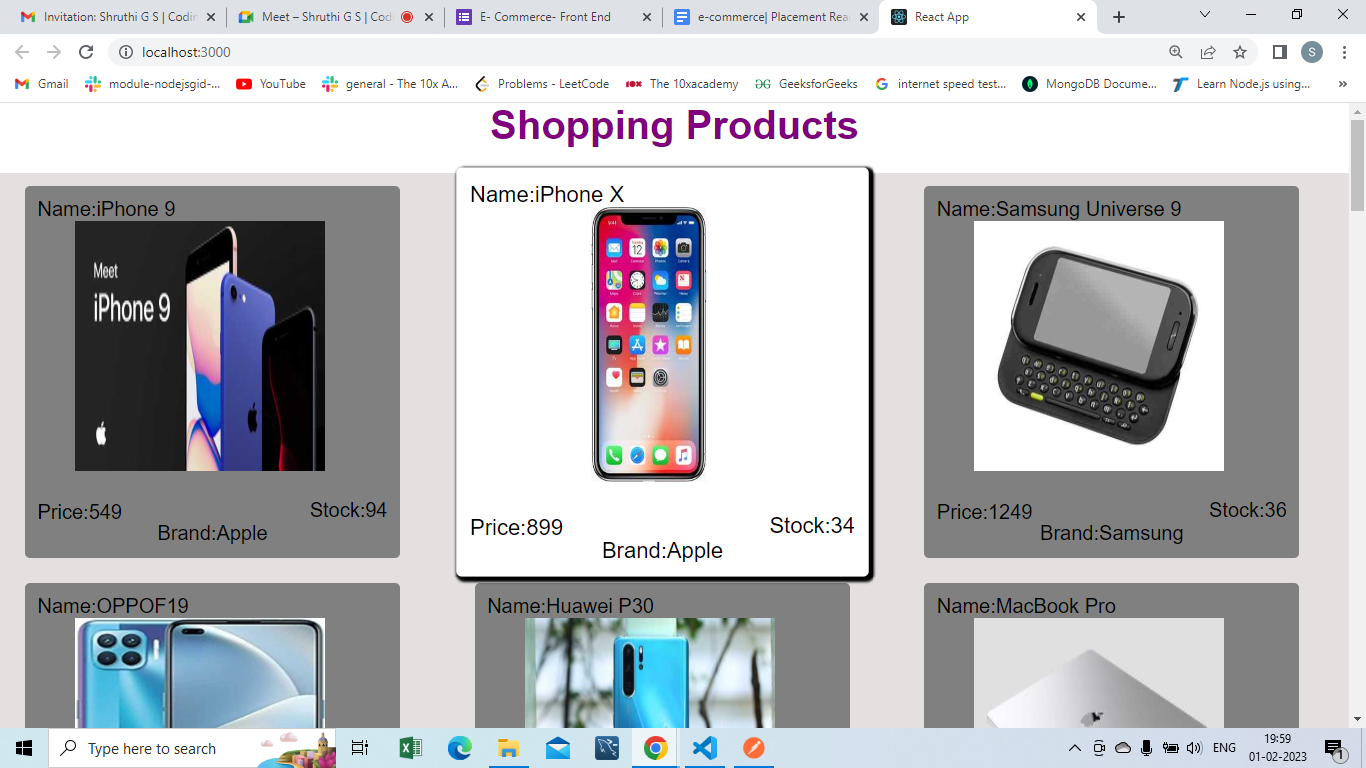 Invitation: Shruthi G S | Codin
Meet – Shruthi G S | Cod
E- Commerce- Front End
e-commerce| Placement Rea
React App
localhost:3000
S
Gmail
module-nodejsgid-...
YouTube
general - The 10x A...
Problems - LeetCode
The 10xacademy
GeeksforGeeks
internet speed test...
MongoDB Docume...
Learn Node.js using...
»
Shopping Products
Name:iPhone 9
Meet
iPhone 9
Price:549
Stock:94
Brand:Apple
Name:iPhone X
Price:899
Stock:34
Brand:Apple
Name:Samsung Universe 9
Price:1249
Stock:36
Brand:Samsung
Name:OPPOF19
Name:Huawei P30
Name:MacBook Pro
Type here to search
ENG
19:59
01-02-2023
1